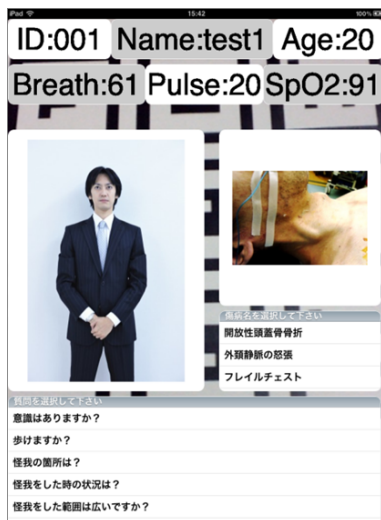 iPad 15:42 100%
ID:001 Name:test1 Age:20
Breath:61 Pulse:20 SpO2:91
傷病名を選択して下さい
開放性頭蓋骨骨折
外頚静脈の怒張
フレイルチェスト
質問を選択して下さい
意識はありますか？
歩けますか？
怪我の箇所は？
怪我をした時の状況は？
怪我をした範囲は広いですか？